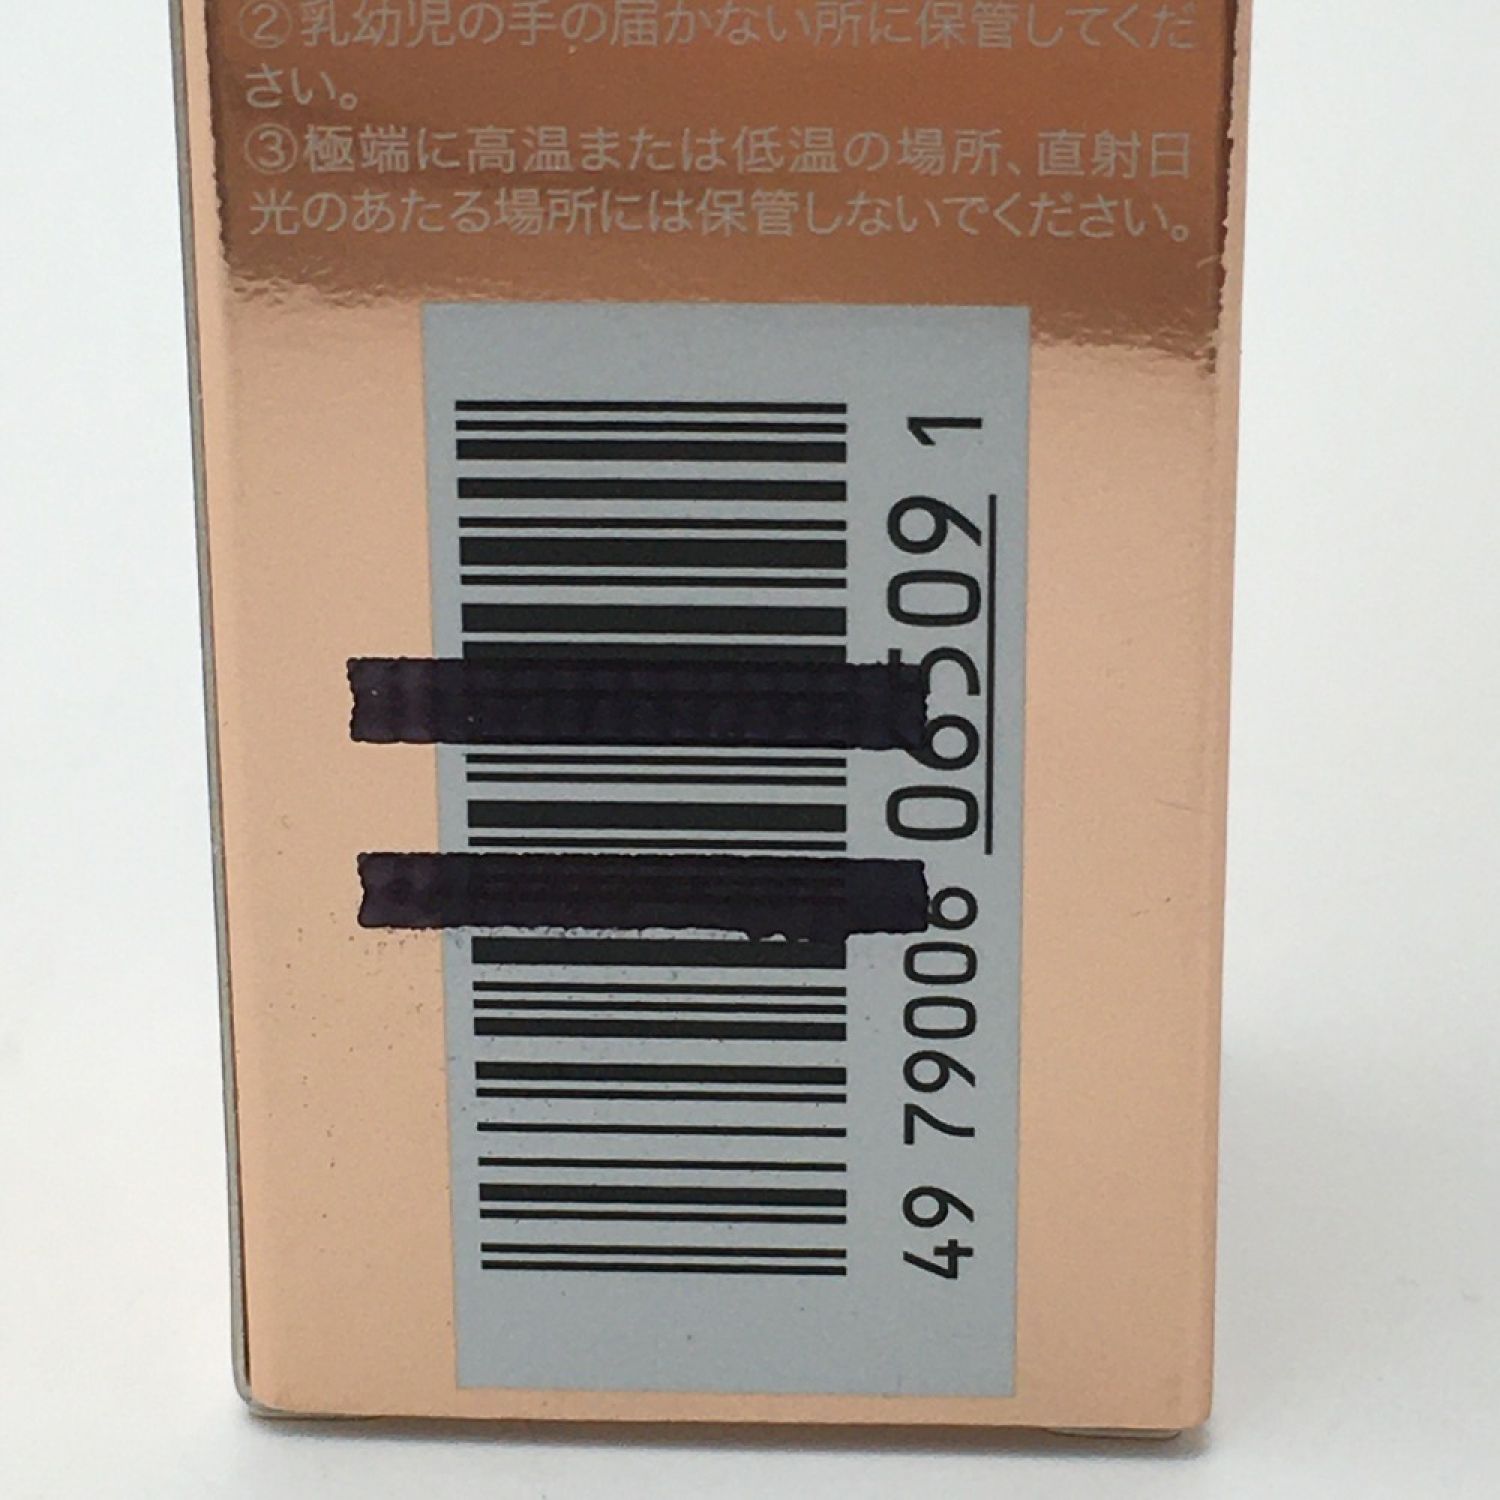 ②乳幼児の手の届かない所に保管してくだ
さい。
③極端に高温または低温の場所、直射日
光のあたる場所には保管しないでください。
49 79006 06509 1